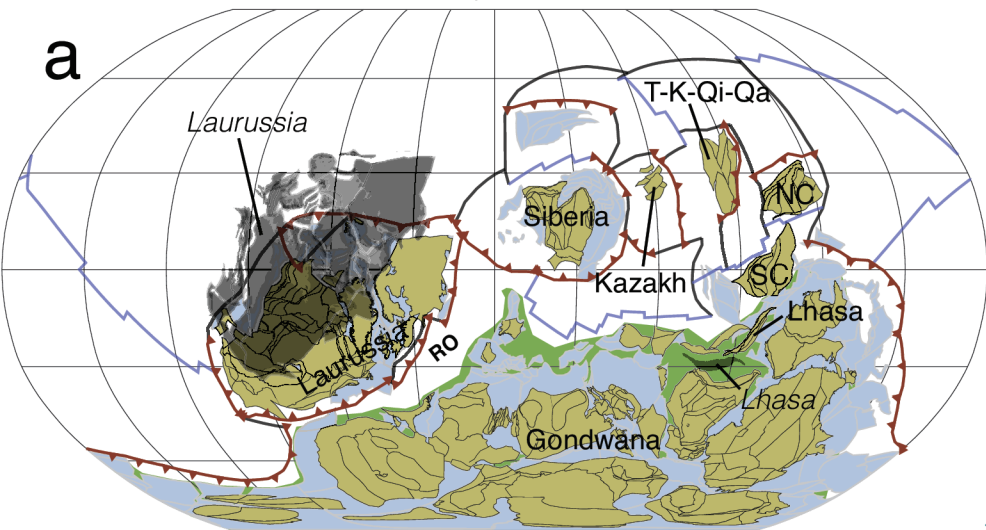 a
T-K-Qi-Qa
Laurussia
NC
Siberia
SC
Kazakh
Lhasa
Laurussia
RO
Lhasa
Gondwana